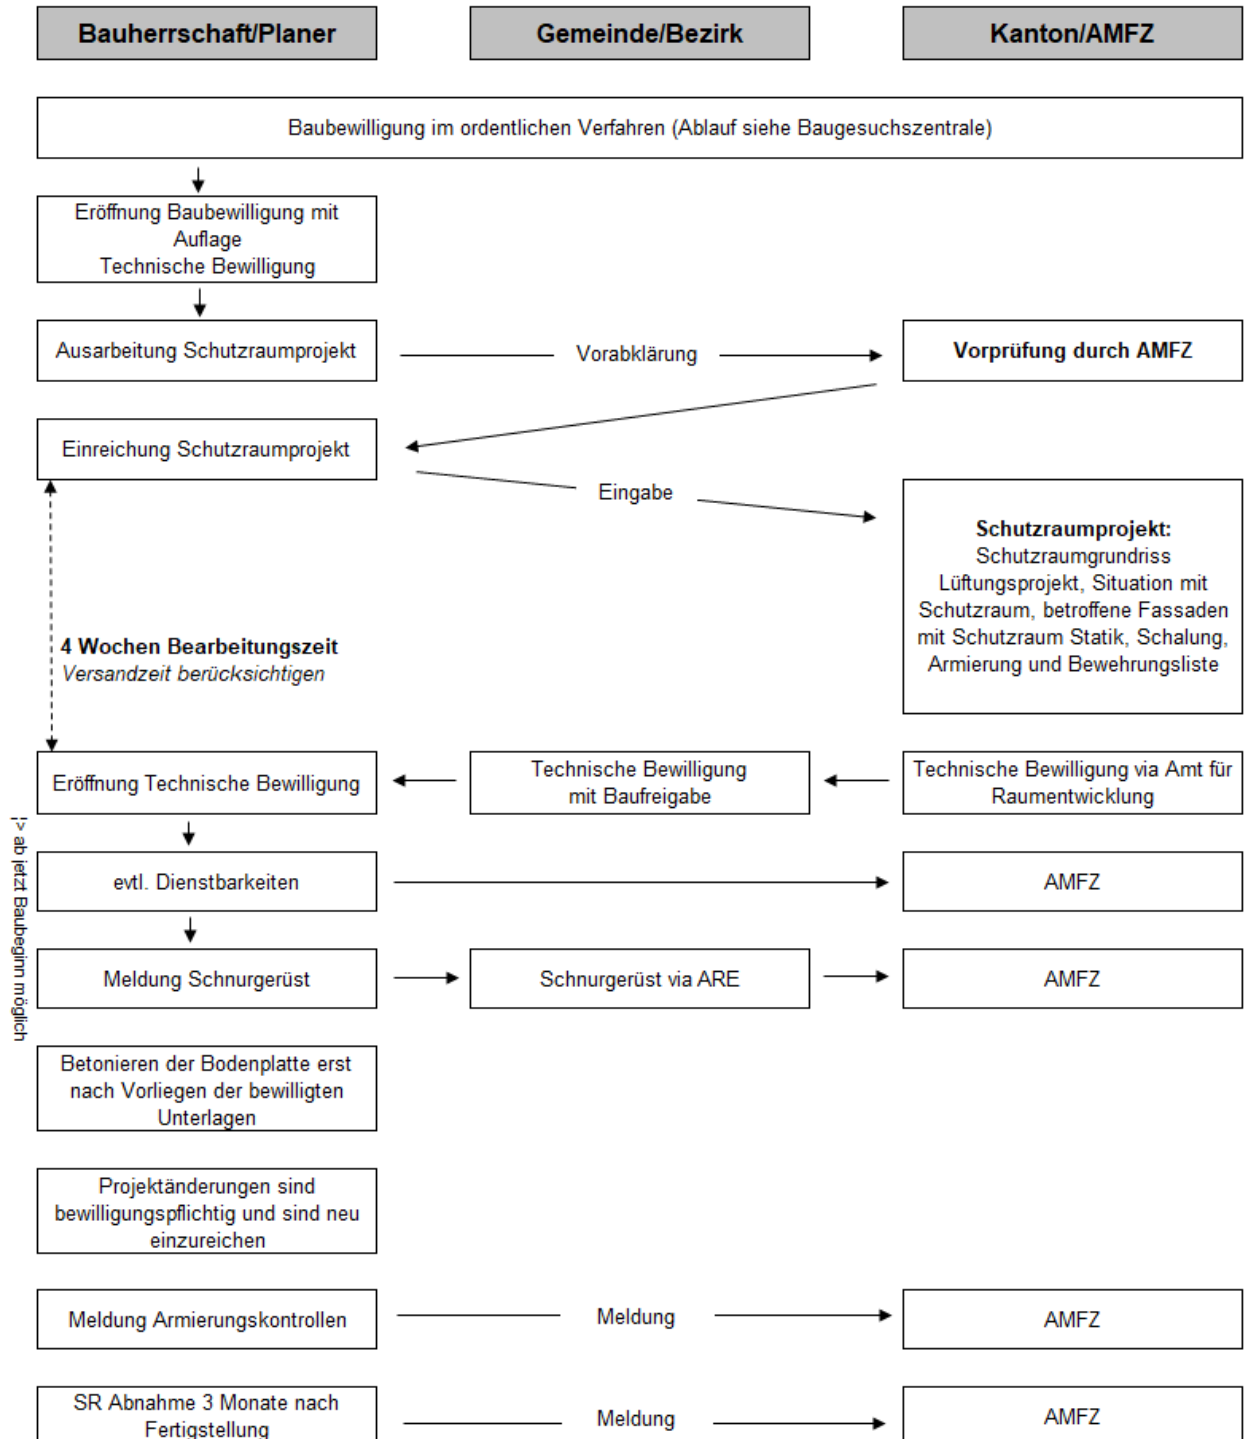 Bauherrschaft/Planer
Gemeinde/Bezirk
Kanton/AMFZ
Baubewilligung im ordentlichen Verfahren (Ablauf siehe Baugesuchszentrale)
Eröffnung Baubewilligung mit
Auflage
Technische Bewilligung
Ausarbeitung Schutzraumprojekt
Vorabklärung
Vorprüfung durch AMFZ
Einreichung Schutzraumprojekt
Eingabe
Schutzraumprojekt:
Schutzraumgrundriss
Lüftungsprojekt, Situation mit
Schutzraum, betroffene Fassaden
mit Schutzraum Statik, Schalung,
Armierung und Bewehrungsliste
4 Wochen Bearbeitungszeit
Versandzeit berücksichtigen
Eröffnung Technische Bewilligung
Technische Bewilligung
mit Baufreigabe
Technische Bewilligung via Amt für
Raumentwicklung
¦> ab jetzt Baubeginn möglich
evtl. Dienstbarkeiten
AMFZ
Meldung Schnurgerüst
Schnurgerüst via ARE
AMFZ
Betonieren der Bodenplatte erst
nach Vorliegen der bewilligten
Unterlagen
Projektänderungen sind
bewilligungspflichtig und sind neu
einzureichen
Meldung Armierungskontrollen
Meldung
AMFZ
SR Abnahme 3 Monate nach
Fertigstellung
Meldung
AMFZ